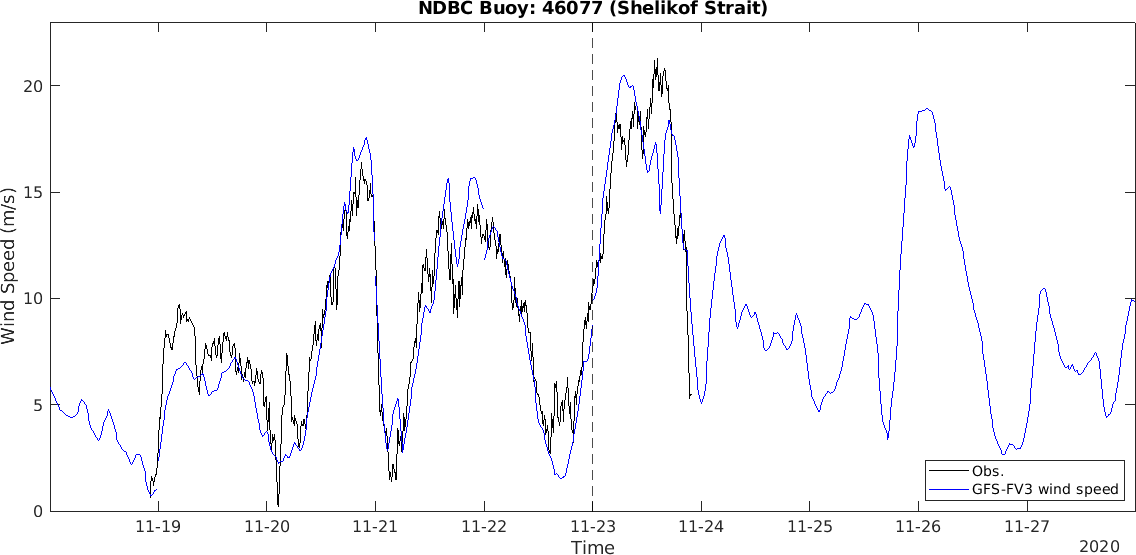 NDBC Buoy: 46077 (Shelikof Strait)
Wind Speed (m/s)
20
15
10
5
0
Obs.
GFS-FV3 wind speed
11-19 11-20 11-21 11-22 11-23 11-24 11-25 11-26 11-27
Time
2020